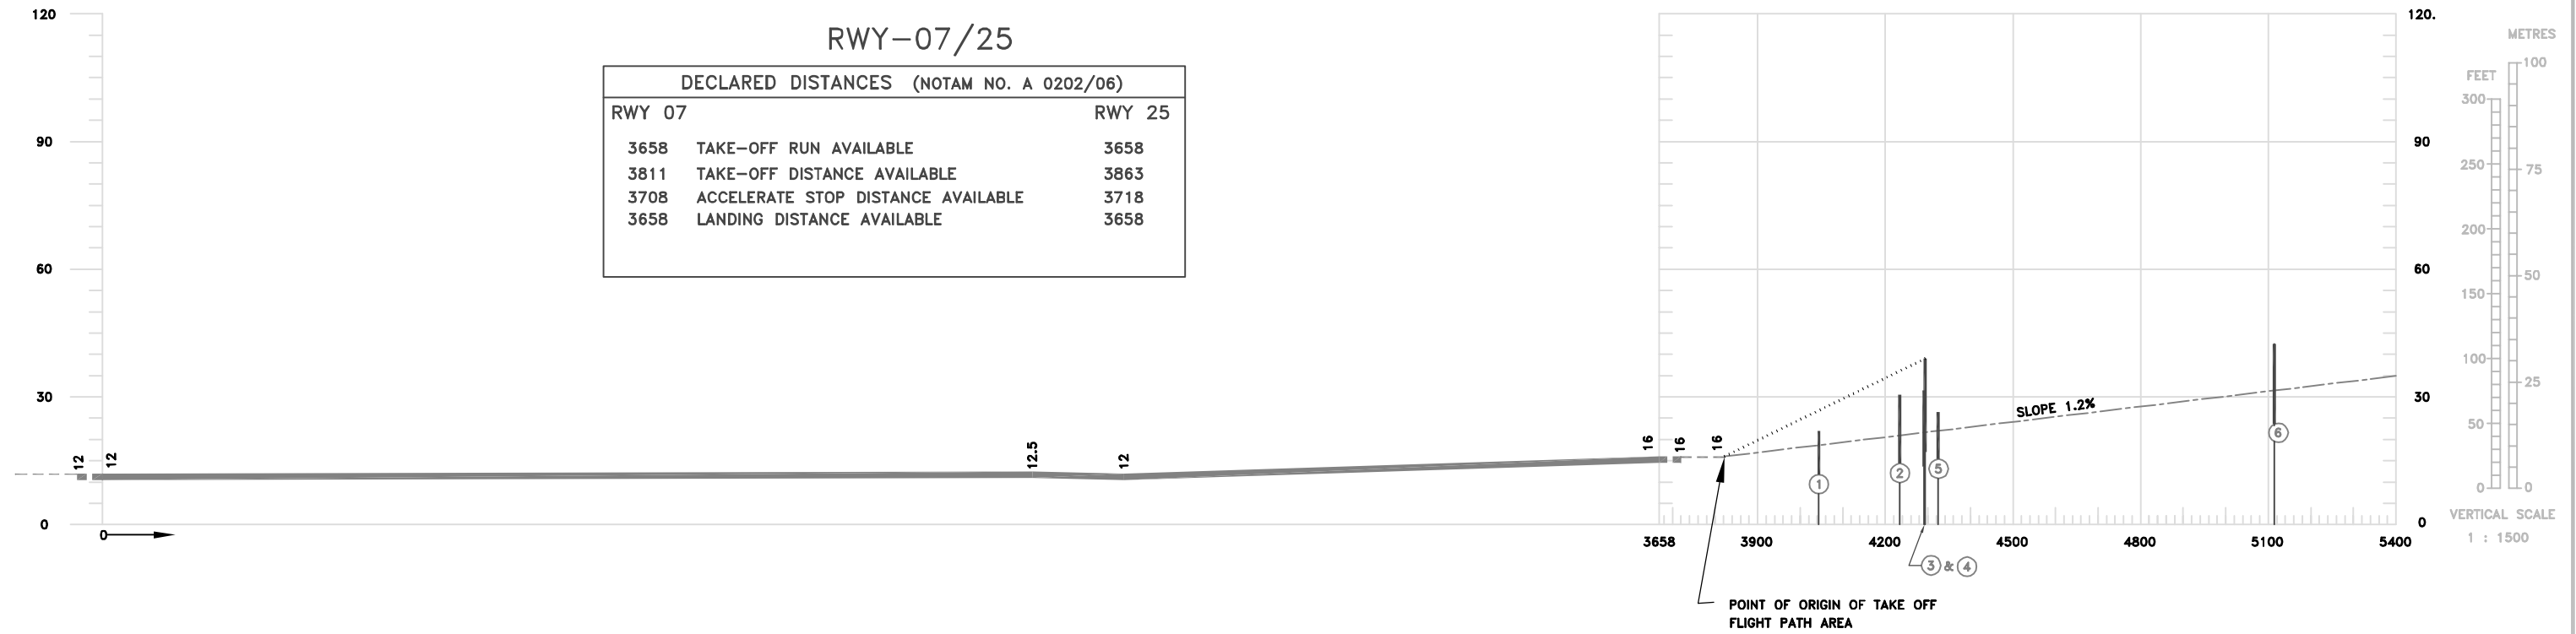 RWY-07/25
DECLARED DISTANCES (NOTAM NO. A 0202/06)
RWY 07 RWY 25
3658 TAKE-OFF RUN AVAILABLE 3658
3811 TAKE-OFF DISTANCE AVAILABLE 3863
3708 ACCELERATE STOP DISTANCE AVAILABLE 3718
3658 LANDING DISTANCE AVAILABLE 3658
120
90
60
30
0
0
12
12
12.5
12
16
16
16
SLOPE 1.2%
1
2
5
6
3 & 4
3658 3900 4200 4500 4800 5100 5400
POINT OF ORIGIN OF TAKE OFF
FLIGHT PATH AREA
120.
90
60
30
0
METRES
100
75
50
25
0
FEET
300
250
200
150
100
50
0
VERTICAL SCALE
1 : 1500